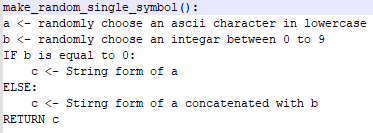 make_random_single_symbol():
a <- randomly choose an ascii character in lowercase
b <- randomly choose an integar between 0 to 9
IF b is equal to 0:
    c <- String form of a
ELSE:
    c <- Stirng form of a concatenated with b
RETURN c